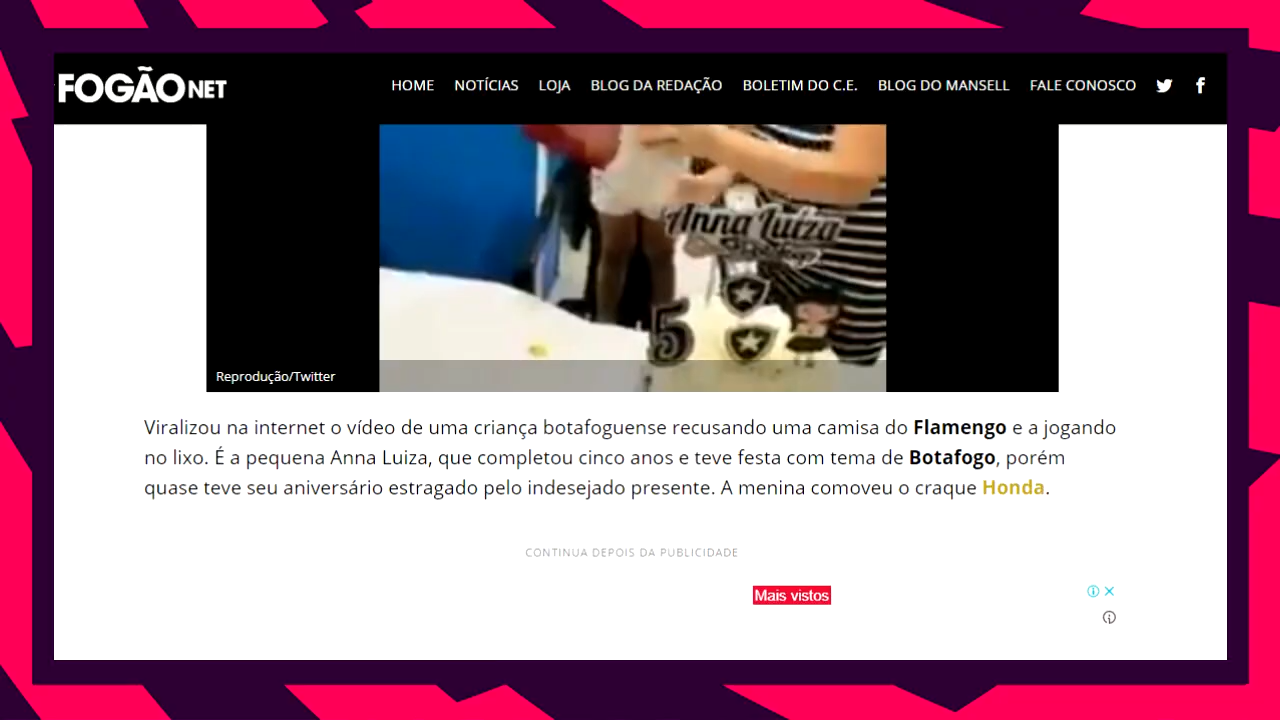 FOGÃO NET
HOME NOTÍCIAS LOJA BLOG DA REDAÇÃO BOLETIM DO C.E. BLOG DO MANSELL FALE CONOSCO
Anna Luiza
5
Reprodução/Twitter
Viralizou na internet o vídeo de uma criança botafoguense recusando uma camisa do Flamengo e a jogando
no lixo. É a pequena Anna Luiza, que completou cinco anos e teve festa com tema de Botafogo, porém
quase teve seu aniversário estragado pelo indesejado presente. A menina comoveu o craque Honda.
CONTINUA DEPOIS DA PUBLICIDADE
Mais vistos